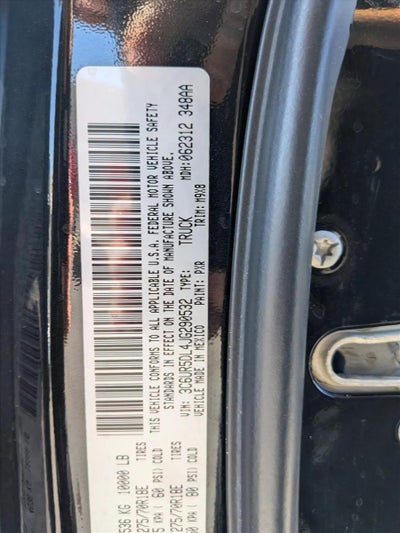 536 KG 10000 LB
TIRES
275/70R18E
5 KPA ( 60 PSI) COLD
TIRES
275/70R18E
60 KPA ( 80 PSI) COLD
THIS VEHICLE CONFORMS TO ALL APPLICABLE U.S.A. FEDERAL MOTOR VEHICLE SAFETY
STANDARDS IN EFFECT ON THE DATE OF MANUFACTURE SHOWN ABOVE.
VIN: 3C6UR5DL4JG290532 TYPE: TRUCK MDH:062312 348AA
VEHICLE MADE IN MEXICO PAINT: PXR TRIM: M9X8